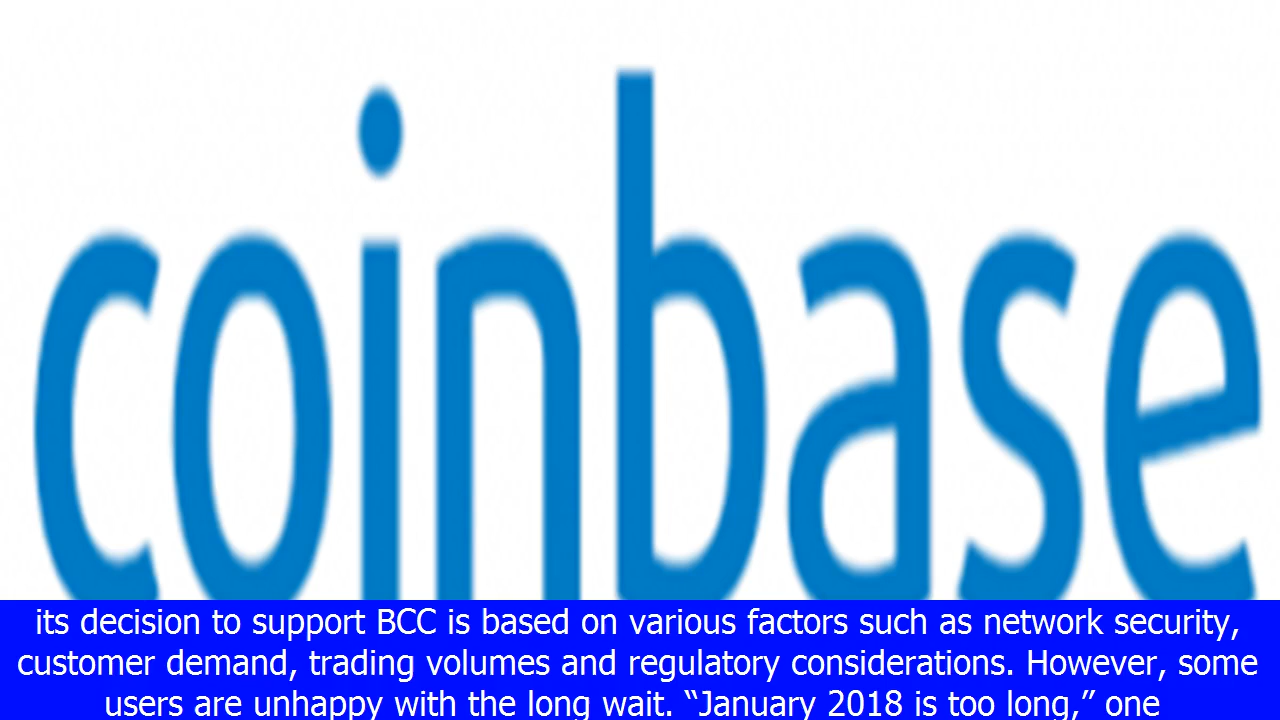 coinbase
its decision to support BCC is based on various factors such as network security,
customer demand, trading volumes and regulatory considerations. However, some
users are unhappy with the long wait. “January 2018 is too long,” one